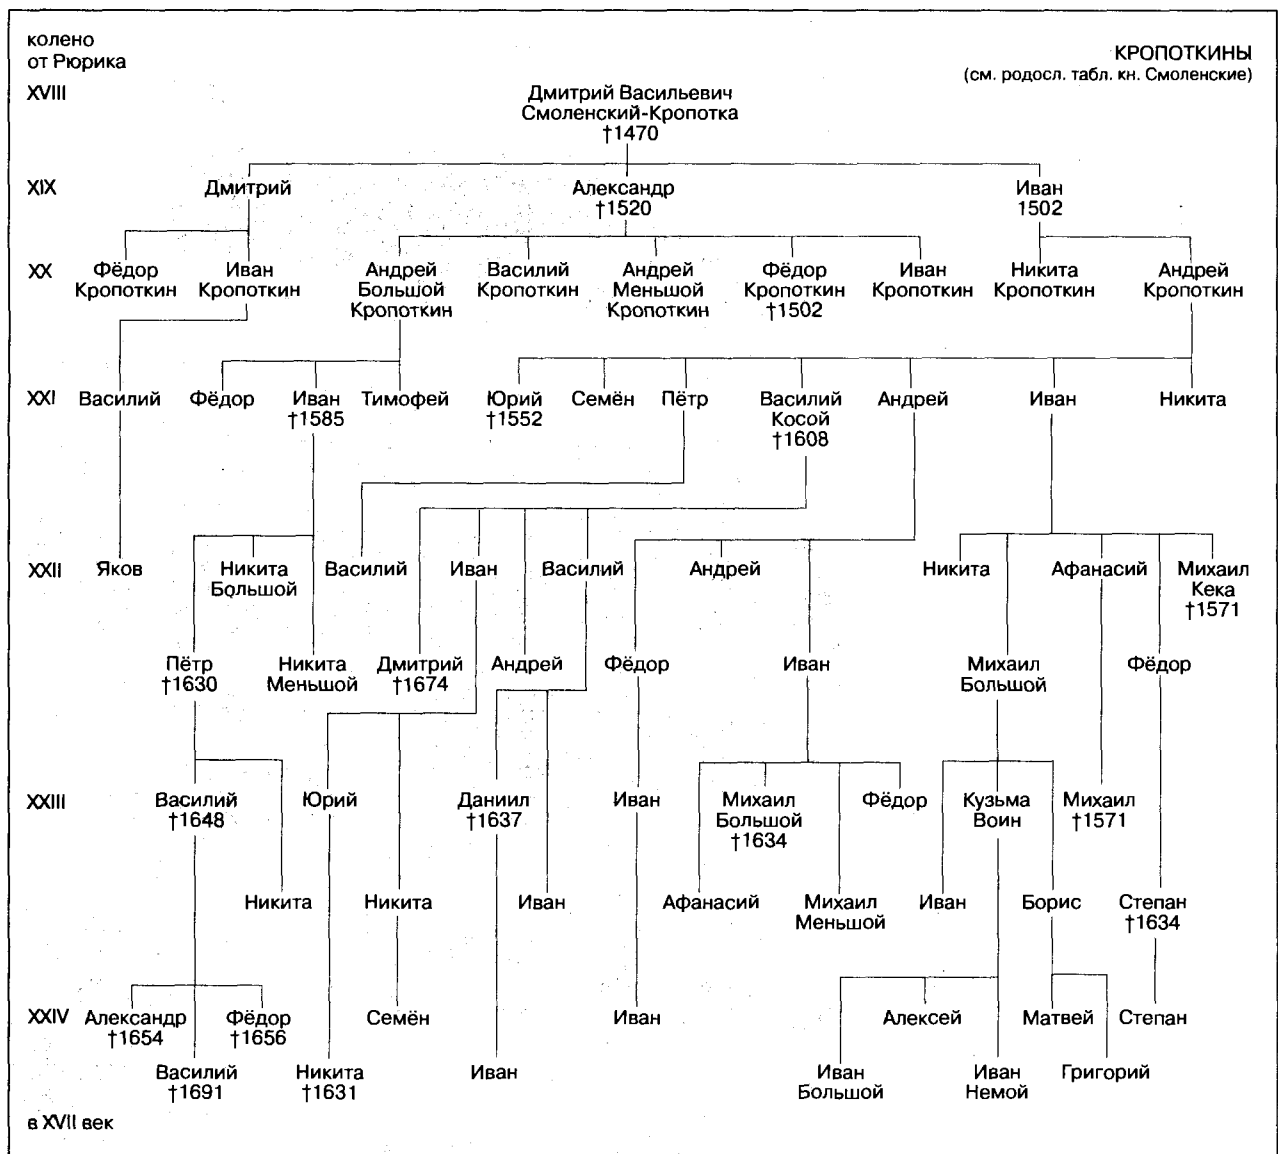 колено
от Рюрика
КРОПОТКИНЫ
(см. родосл. табл. кн. Смоленские)
XVIII
Дмитрий Васильевич
Смоленский-Кропотка
†1470
XIX
Дмитрий
Александр
†1520
Иван
1502
XX
Фёдор
Кропоткин
Иван
Кропоткин
Андрей
Большой
Кропоткин
Василий
Кропоткин
Андрей
Меньшой
Кропоткин
Фёдор
Кропоткин
†1502
Иван
Кропоткин
Никита
Кропоткин
Андрей
Кропоткин
XXI
Василий
Фёдор
Иван
†1585
Тимофей
Юрий
†1552
Семён
Пётр
Василий
Косой
†1608
Андрей
Иван
Никита
XXII
Яков
Никита
Большой
Василий
Иван
Василий
Андрей
Никита
Афанасий
Михаил
Кека
†1571
Пётр
†1630
Никита
Меньшой
Дмитрий
†1674
Андрей
Фёдор
Иван
Михаил
Большой
Фёдор
XXIII
Василий
†1648
Юрий
Даниил
†1637
Иван
Михаил
Большой
†1634
Фёдор
Кузьма
Воин
Михаил
†1571
Никита
Никита
Иван
Афанасий
Михаил
Меньшой
Иван
Борис
Степан
†1634
XXIV
Александр
†1654
Фёдор
†1656
Семён
Иван
Алексей
Матвей
Степан
Василий
†1691
Никита
†1631
Иван
Иван
Большой
Иван
Немой
Григорий
в XVII век